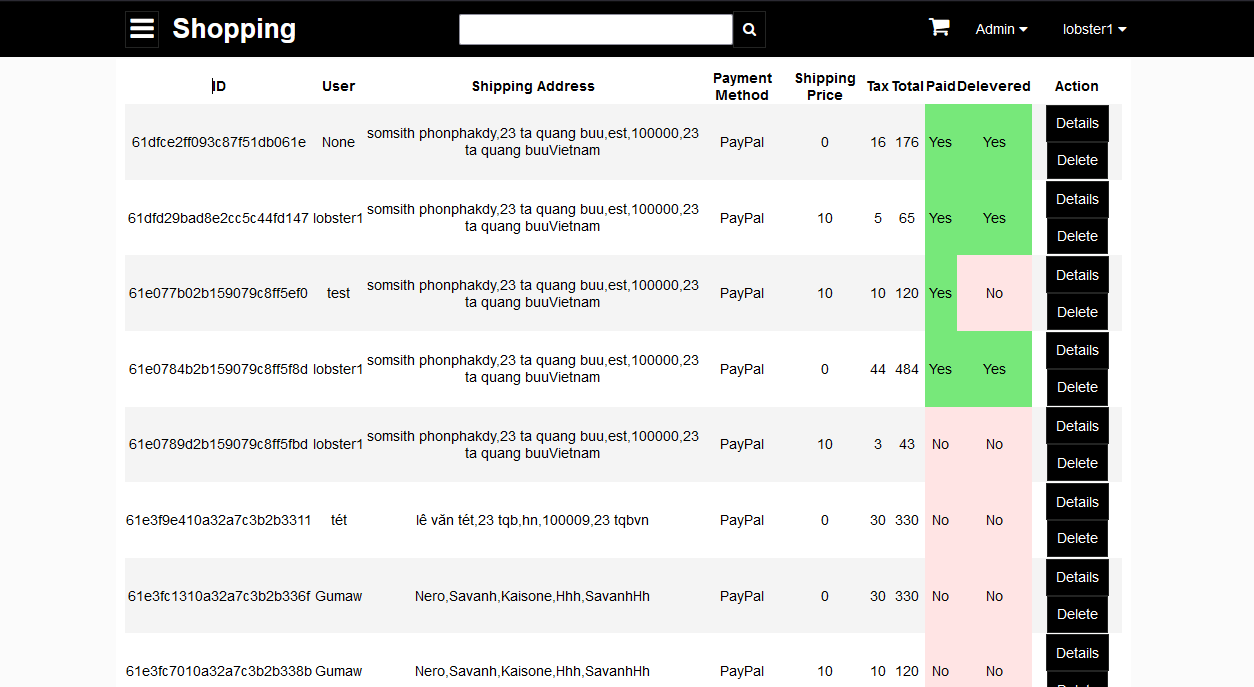 Shopping Admin lobster1
ID User Shipping Address Payment Method Shipping Price Tax Total Paid Delevered Action
61dfce2ff093c87f51db061e None somsith phonphakdy,23 ta quang buu,est,100000,23 ta quang buuVietnam PayPal 0 16 176 Yes Yes Details Delete
61dfd29bad8e2cc5c44fd147 lobster1 somsith phonphakdy,23 ta quang buu,est,100000,23 ta quang buuVietnam PayPal 10 5 65 Yes Yes Details Delete
61e077b02b159079c8ff5ef0 test somsith phonphakdy,23 ta quang buu,est,100000,23 ta quang buuVietnam PayPal 10 10 120 Yes No Details Delete
61e0784b2b159079c8ff5f8d lobster1 somsith phonphakdy,23 ta quang buu,est,100000,23 ta quang buuVietnam PayPal 0 44 484 Yes Yes Details Delete
61e0789d2b159079c8ff5fbd lobster1 somsith phonphakdy,23 ta quang buu,est,100000,23 ta quang buuVietnam PayPal 10 3 43 No No Details Delete
61e3f9e410a32a7c3b2b3311 tét lê văn tét,23 tqb,hn,100009,23 tqbvn PayPal 0 30 330 No No Details Delete
61e3fc1310a32a7c3b2b336f Gumaw Nero,Savanh,Kaisone,Hhh,SavanhHh PayPal 0 30 330 No No Details Delete
61e3fc7010a32a7c3b2b338b Gumaw Nero,Savanh,Kaisone,Hhh,SavanhHh PayPal 10 10 120 No No Details